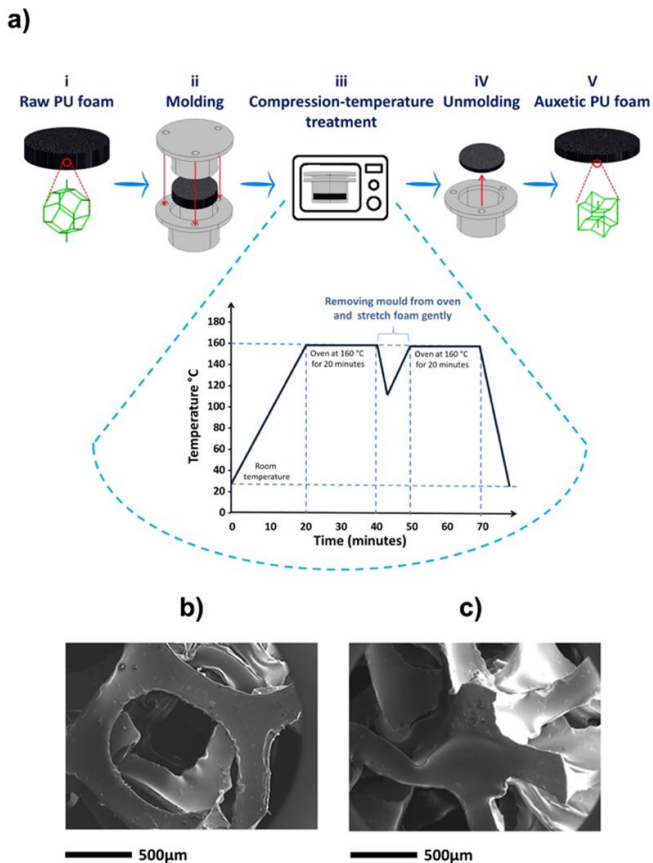 a)
i
Raw PU foam
ii
Molding
iii
Compression-temperature
treatment
iV
Unmolding
V
Auxetic PU foam
Removing mould from oven
and stretch foam gently
Temperature °C
180
160
140
120
100
80
60
40
20
0
Oven at 160 °C
for 20 minutes
Oven at 160 °C
for 20 minutes
Room
temperature
0 10 20 30 40 50 60 70
Time (minutes)
b)
c)
500µm
500µm